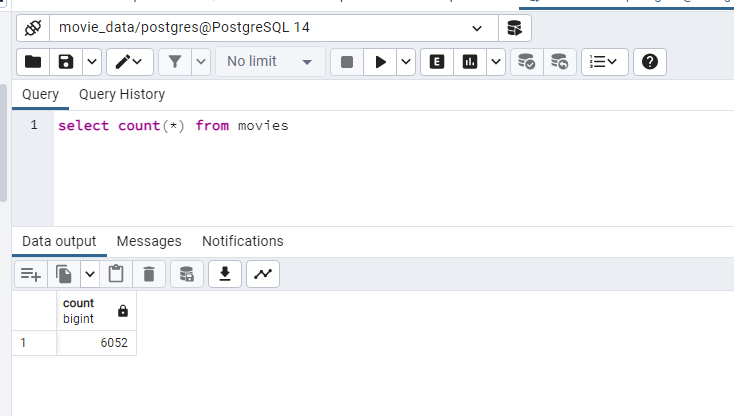 movie_data/postgres@PostgreSQL 14
No limit
E
Query Query History
1 select count(*) from movies
Data output Messages Notifications
count
bigint
1 6052